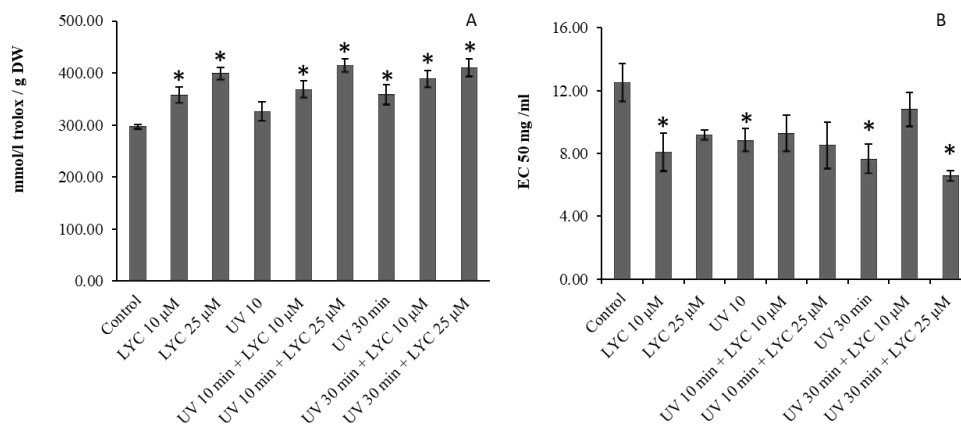 A
mmol/l trolox / g DW
500.00
400.00
300.00
200.00
100.00
0.00
*
*
*
*
*
*
*
Control
LYC 10 µM
LYC 25 µM
UV 10
UV 10 min + LYC 10 µM
UV 10 min + LYC 25 µM
UV 30 min
UV 30 min + LYC 10 µM
UV 30 min + LYC 25 µM
B
EC 50 mg /ml
16.00
12.00
8.00
4.00
0.00
*
*
*
*
Control
LYC 10 µM
LYC 25 µM
UV 10
UV 10 min + LYC 10 µM
UV 10 min + LYC 25 µM
UV 30 min
UV 30 min + LYC 10 µM
UV 30 min + LYC 25 µM